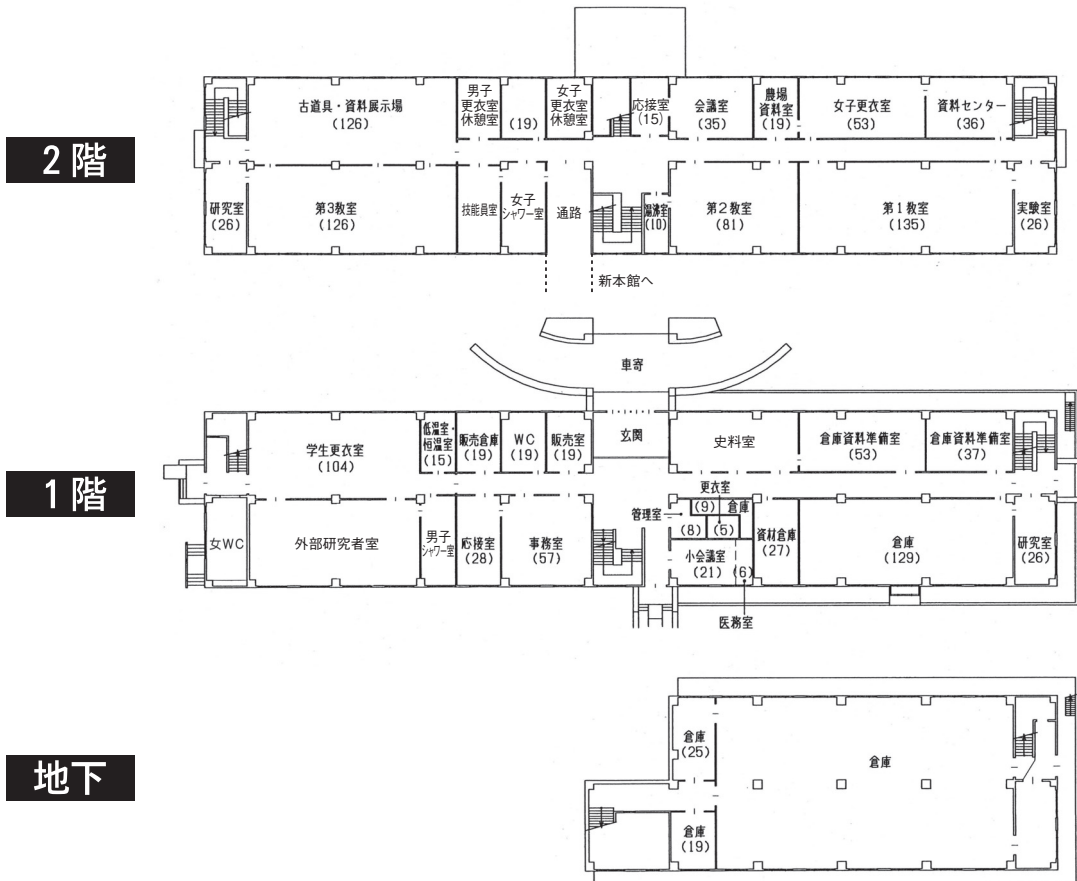 2階
古道具・資料展示場
(126)
男子
更衣室
休憩室
(19)
女子
更衣室
休憩室
応接室
(15)
会議室
(35)
農場
資料室
(19)
女子更衣室
(53)
資料センター
(36)
研究室
(26)
第3教室
(126)
技能員室
女子
シャワー室
通路
湯沸室
(10)
第2教室
(81)
第1教室
(135)
実験室
(26)
新本館へ
1階
車寄
玄関
学生更衣室
(104)
低温室・
恒温室
(15)
販売倉庫
(19)
WC
(19)
販売室
(19)
史料室
倉庫資料準備室
(53)
倉庫資料準備室
(37)
女WC
外部研究者室
男子
シャワー室
応接室
(28)
事務室
(57)
更衣室
管理室
(9)
倉庫
(8)
(5)
小会議室
(21)
(6)
医務室
資材倉庫
(27)
倉庫
(129)
研究室
(26)
地下
倉庫
(25)
倉庫
倉庫
(19)